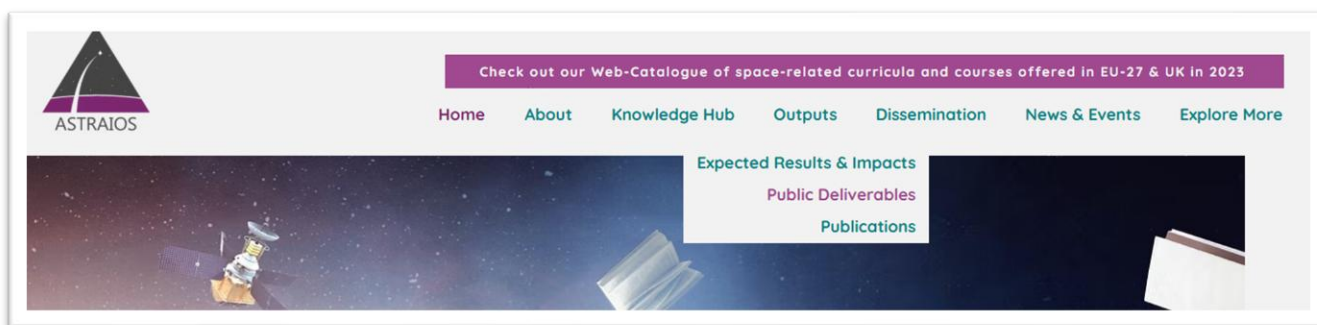 ASTRAIOS
Check out our Web-Catalogue of space-related curricula and courses offered in EU-27 & UK in 2023
Home About Knowledge Hub Outputs Dissemination News & Events Explore More
Expected Results & Impacts
Public Deliverables
Publications